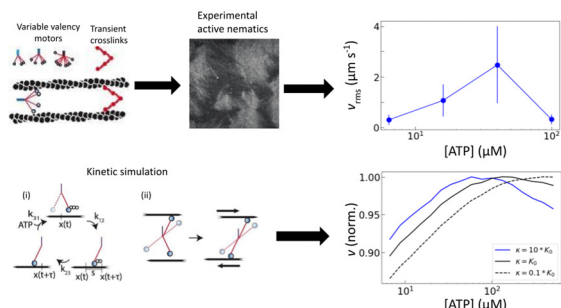 Variable valency
motors
Transient
crosslinks
Experimental
active nematics
v_rms (μm s⁻¹)
4
2
0
10¹
10²
[ATP] (μM)
Kinetic simulation
(i)
(ii)
k₃₁
ATP
x(t)
k₁₂
k₂₃
x(t+τ)
x(t+τ)
s
x(t+τ)
v (norm.)
1.00
0.95
0.90
κ = 10 * K₀
κ = K₀
κ = 0.1 * K₀
10¹
10²
[ATP] (μM)